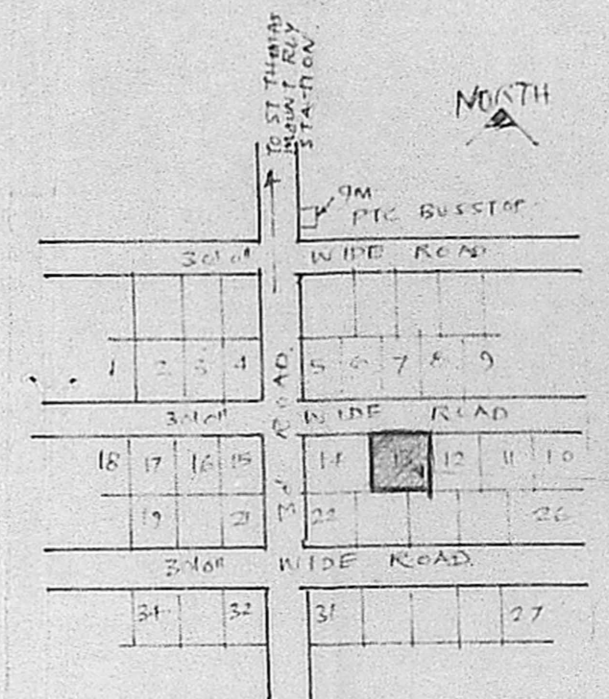 TO ST THOMAS
MOUNT RLY
STATION
NORTH
9M
PTC BUSSTOP
30'0" WIDE ROAD
1 2 3 4 5 6 7 8 9
30'0" WIDE ROAD
30' ROAD
18 17 16 15 14 13 12 11 10
19 21 22 26
30'0" WIDE ROAD
34 32 31 27